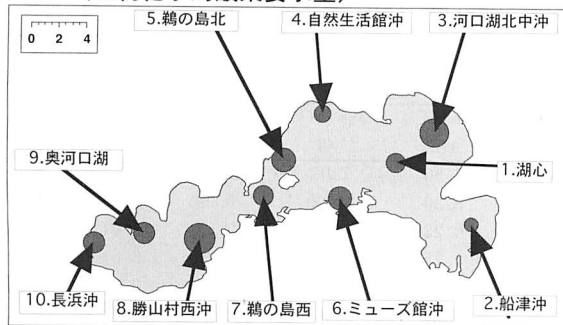 5.鵜の島北
4.自然生活館沖
3.河口湖北中沖
0 2 4
9.奥河口湖
1.湖心
10.長浜沖
8.勝山村西沖
7.鵜の島西
6.ミューズ館沖
2.船津沖